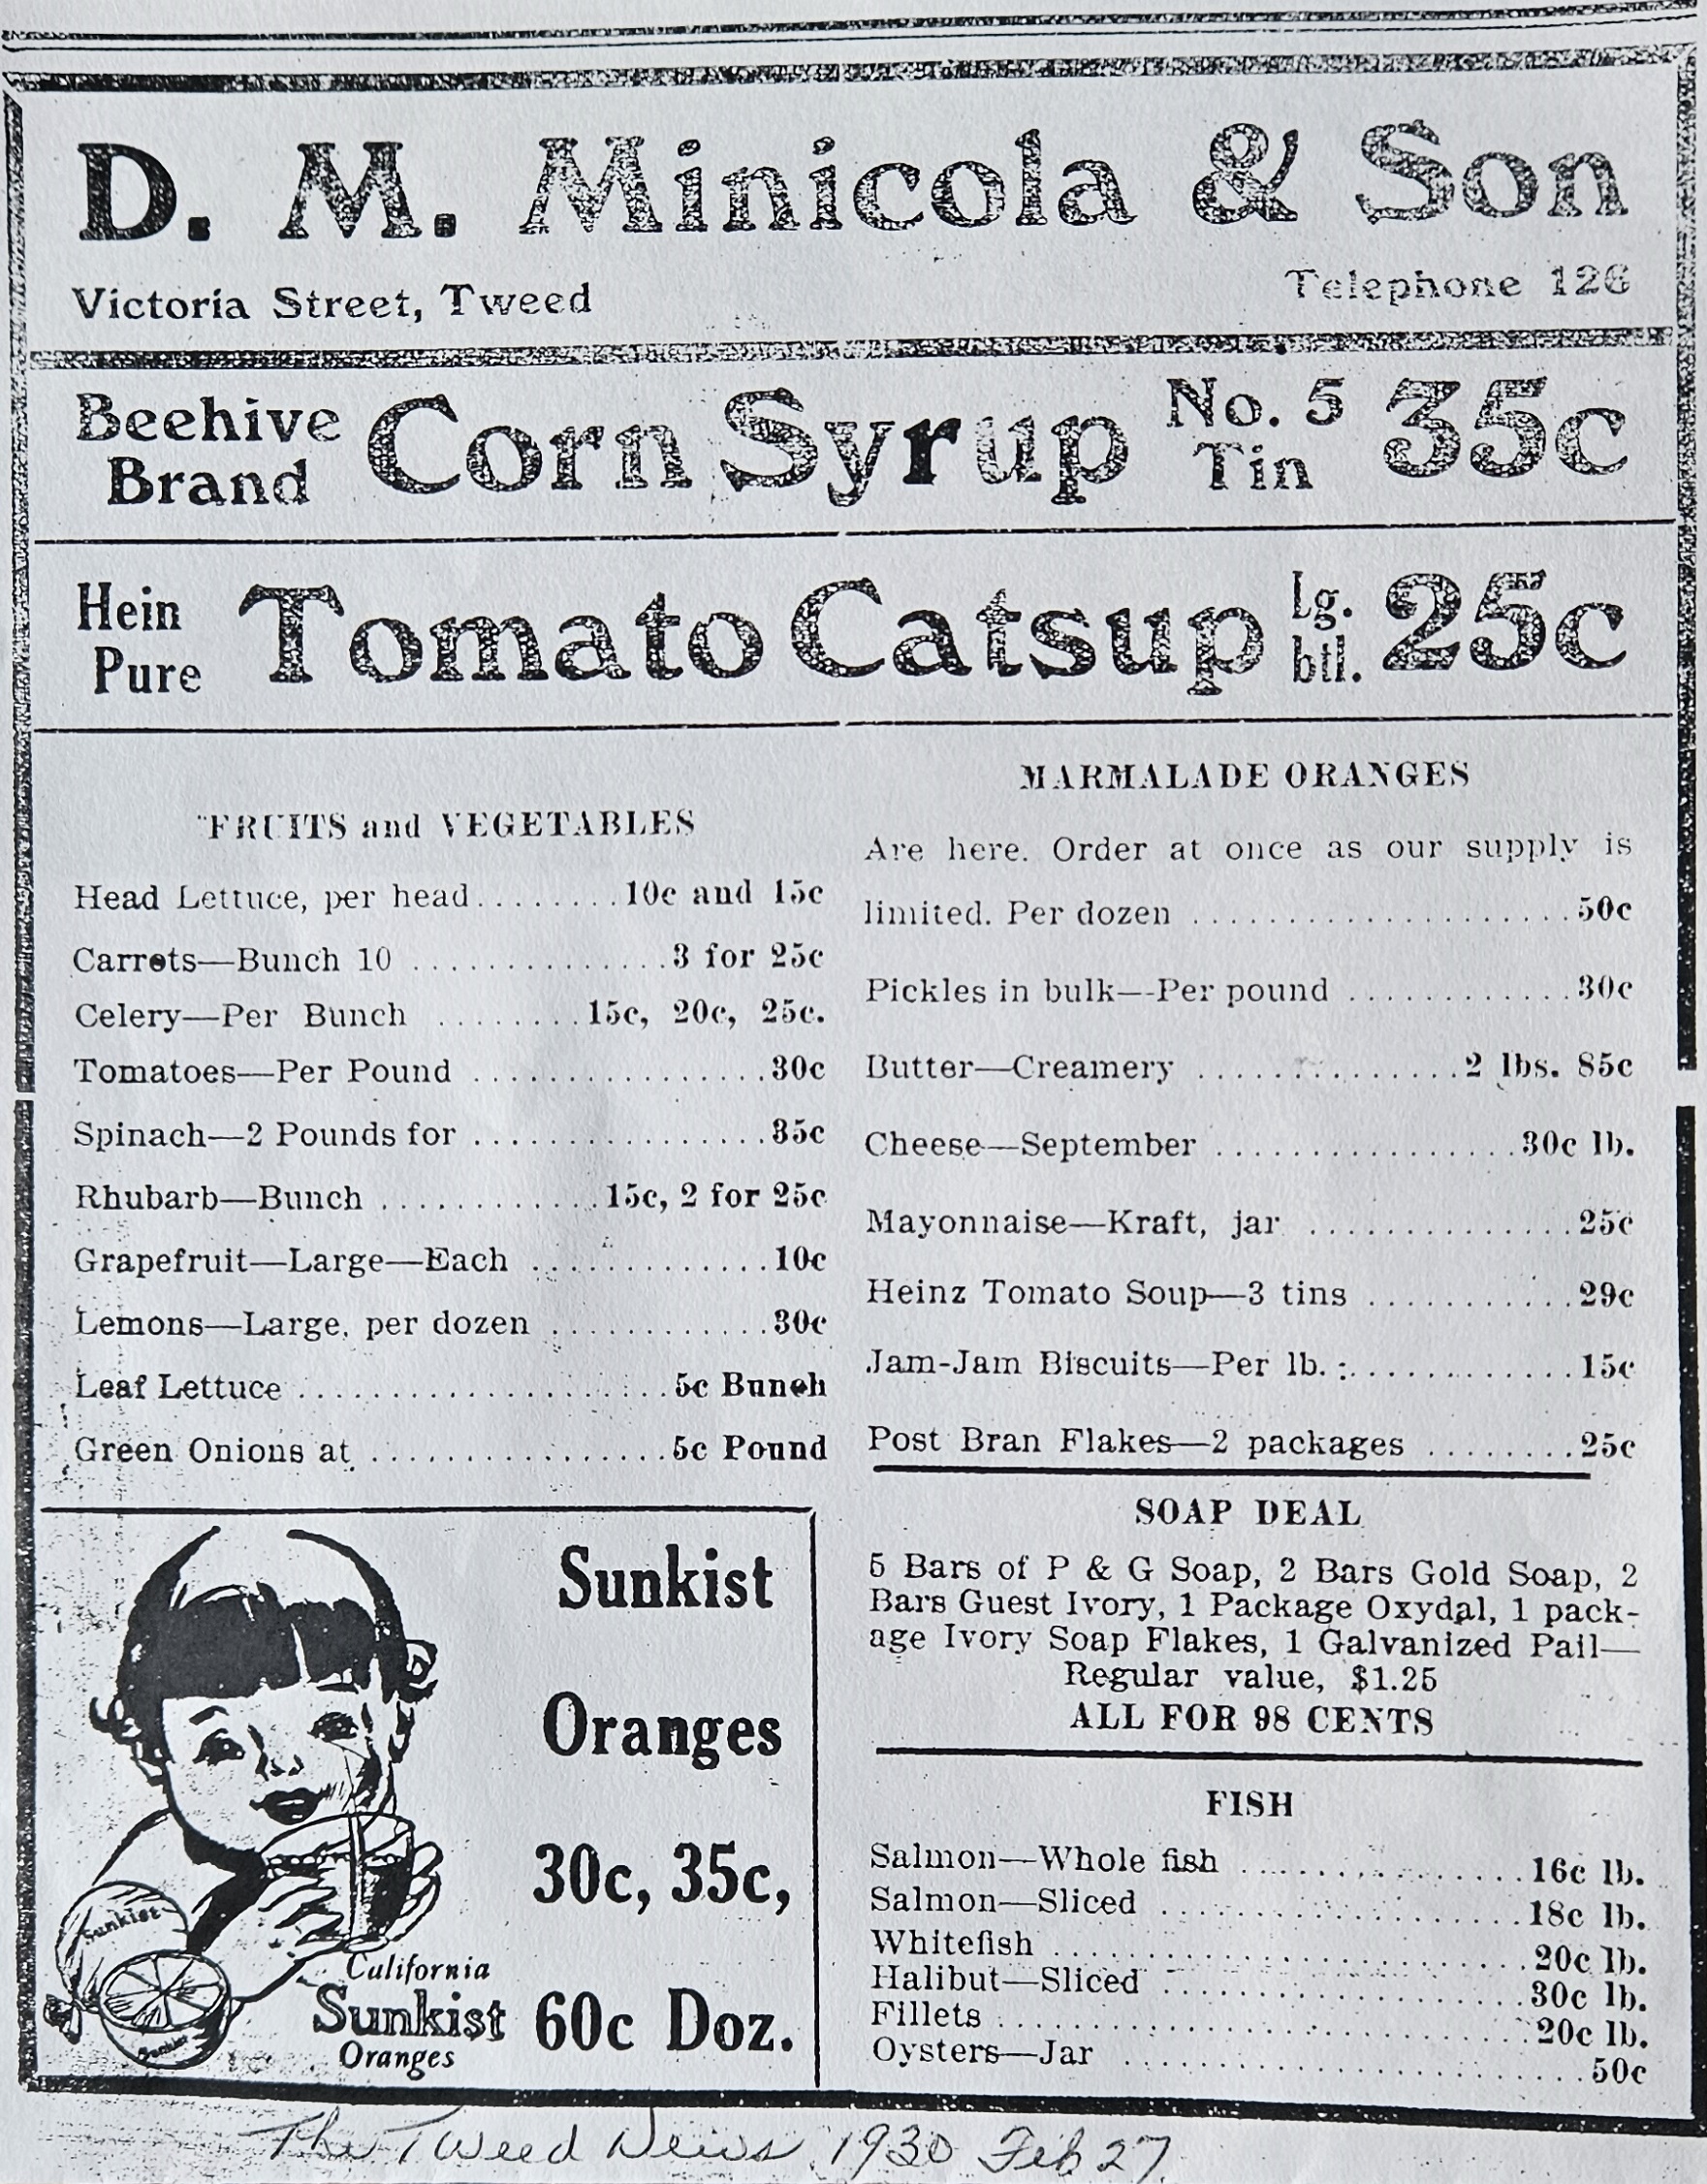 D. M. Minicola & Son
Victoria Street, Tweed
Telephone 126
Beehive
Brand
Corn Syrup
No. 5
Tin
35c
Hein
Pure
Tomato Catsup
Lg.
btl.
25c
FRUITS and VEGETABLES
Head Lettuce, per head........10c and 15c
Carrots—Bunch 10 ..............3 for 25c
Celery—Per Bunch ........15c, 20c, 25c.
Tomatoes—Per Pound ................30c
Spinach—2 Pounds for ................35c
Rhubarb—Bunch ............15c, 2 for 25c
Grapefruit—Large—Each .............10c
Lemons—Large, per dozen ............30c
Leaf Lettuce ....................5c Bunch
Green Onions at ................5c Pound
Sunkist
Oranges
30c, 35c,
60c Doz.
Sunkist
Sunkist
California
Sunkist
Oranges
MARMALADE ORANGES
Are here. Order at once as our supply is
limited. Per dozen .....................50c
Pickles in bulk—Per pound ............30c
Butter—Creamery ..............2 lbs. 85c
Cheese—September ................30c lb.
Mayonnaise—Kraft, jar ..............25c
Heinz Tomato Soup—3 tins ...........29c
Jam-Jam Biscuits—Per lb. :............15c
Post Bran Flakes—2 packages ........25c
SOAP DEAL
5 Bars of P & G Soap, 2 Bars Gold Soap, 2
Bars Guest Ivory, 1 Package Oxydal, 1 pack-
age Ivory Soap Flakes, 1 Galvanized Pail—
Regular value, $1.25
ALL FOR 98 CENTS
FISH
Salmon—Whole fish ................16c lb.
Salmon—Sliced ....................18c lb.
Whitefish ..........................20c lb.
Halibut—Sliced ....................30c lb.
Fillets ..............................20c lb.
Oysters—Jar ..........................50c
The Tweed News 1930 Feb 27